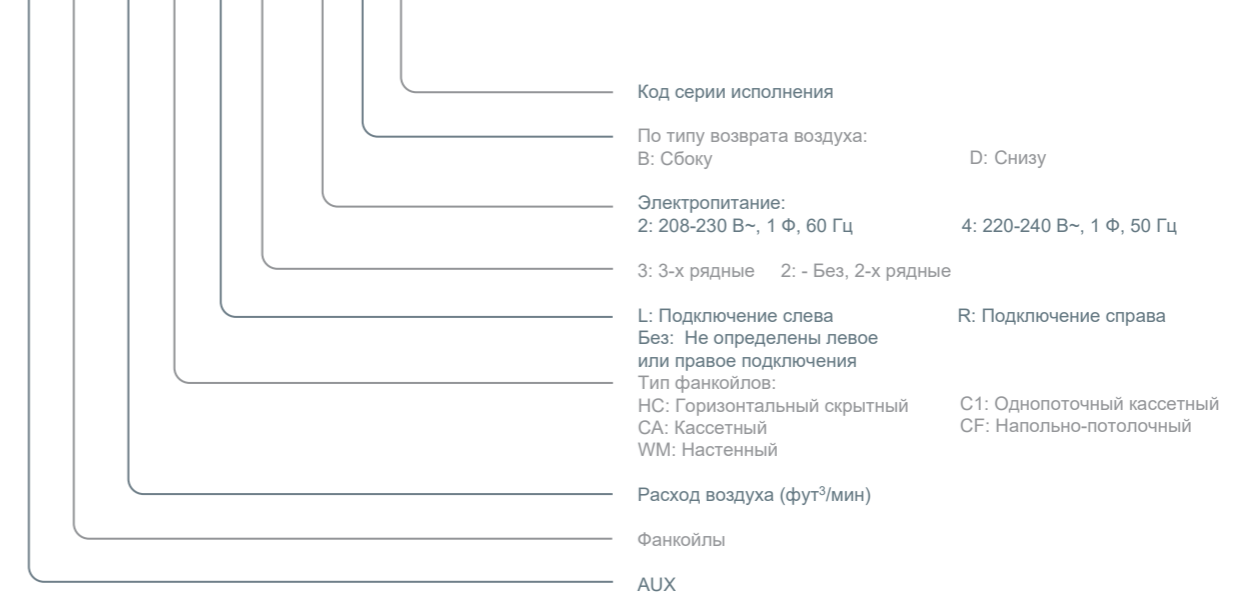 Код серии исполнения
По типу возврата воздуха:
B: Сбоку D: Снизу
Электропитание:
2: 208-230 В~, 1 Ф, 60 Гц 4: 220-240 В~, 1 Ф, 50 Гц
3: 3-х рядные 2: - Без, 2-х рядные
L: Подключение слева R: Подключение справа
Без: Не определены левое
или правое подключения
Тип фанкойлов:
HC: Горизонтальный скрытный C1: Однопоточный кассетный
CA: Кассетный CF: Напольно-потолочный
WM: Настенный
Расход воздуха (фут³/мин)
Фанкойлы
AUX